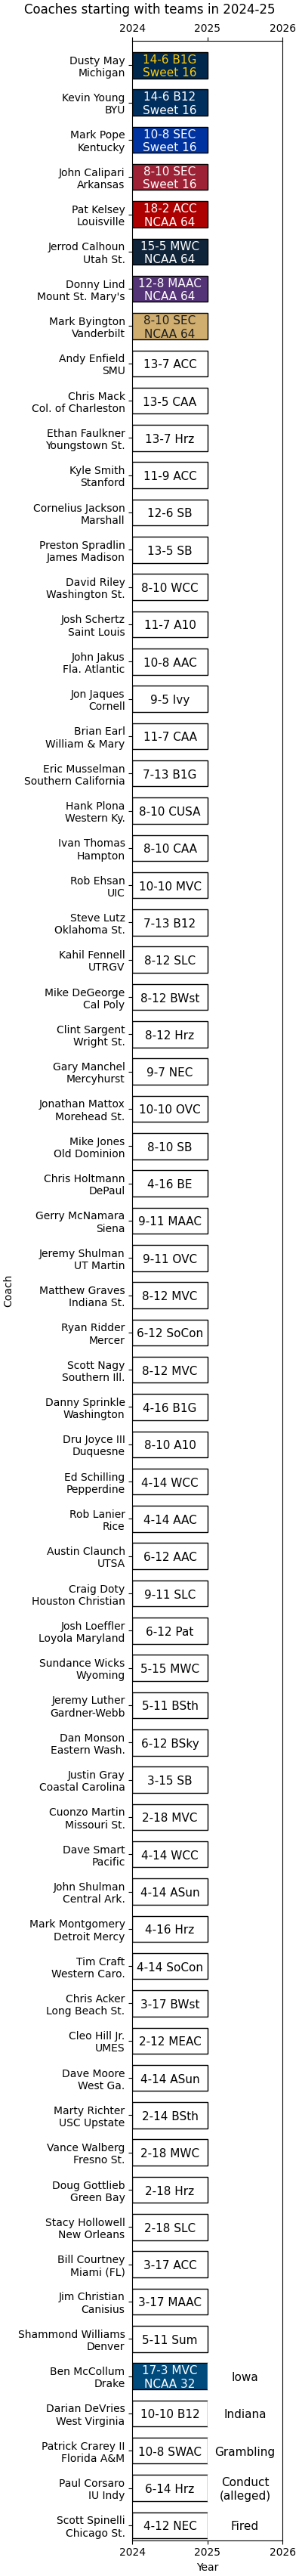 Coaches starting with teams in 2024-25
2024 2025 2026
Dusty May
Michigan
14-6 B1G
Sweet 16
Kevin Young
BYU
14-6 B12
Sweet 16
Mark Pope
Kentucky
10-8 SEC
Sweet 16
John Calipari
Arkansas
8-10 SEC
Sweet 16
Pat Kelsey
Louisville
18-2 ACC
NCAA 64
Jerrod Calhoun
Utah St.
15-5 MWC
NCAA 64
Donny Lind
Mount St. Mary's
12-8 MAAC
NCAA 64
Mark Byington
Vanderbilt
8-10 SEC
NCAA 64
Andy Enfield
SMU
13-7 ACC
Chris Mack
Col. of Charleston
13-5 CAA
Ethan Faulkner
Youngstown St.
13-7 Hrz
Kyle Smith
Stanford
11-9 ACC
Cornelius Jackson
Marshall
12-6 SB
Preston Spradlin
James Madison
13-5 SB
David Riley
Washington St.
8-10 WCC
Josh Schertz
Saint Louis
11-7 A10
John Jakus
Fla. Atlantic
10-8 AAC
Jon Jaques
Cornell
9-5 Ivy
Brian Earl
William & Mary
11-7 CAA
Eric Musselman
Southern California
7-13 B1G
Hank Plona
Western Ky.
8-10 CUSA
Ivan Thomas
Hampton
8-10 CAA
Rob Ehsan
UIC
10-10 MVC
Steve Lutz
Oklahoma St.
7-13 B12
Kahil Fennell
UTRGV
8-12 SLC
Mike DeGeorge
Cal Poly
8-12 BWst
Clint Sargent
Wright St.
8-12 Hrz
Gary Manchel
Mercyhurst
9-7 NEC
Jonathan Mattox
Morehead St.
10-10 OVC
Mike Jones
Old Dominion
8-10 SB
Chris Holtmann
DePaul
4-16 BE
Gerry McNamara
Siena
9-11 MAAC
Jeremy Shulman
UT Martin
9-11 OVC
Matthew Graves
Indiana St.
8-12 MVC
Ryan Ridder
Mercer
6-12 SoCon
Scott Nagy
Southern Ill.
8-12 MVC
Danny Sprinkle
Washington
4-16 B1G
Dru Joyce III
Duquesne
8-10 A10
Ed Schilling
Pepperdine
4-14 WCC
Rob Lanier
Rice
4-14 AAC
Austin Claunch
UTSA
6-12 AAC
Craig Doty
Houston Christian
9-11 SLC
Josh Loeffler
Loyola Maryland
6-12 Pat
Sundance Wicks
Wyoming
5-15 MWC
Jeremy Luther
Gardner-Webb
5-11 BSth
Dan Monson
Eastern Wash.
6-12 BSky
Justin Gray
Coastal Carolina
3-15 SB
Cuonzo Martin
Missouri St.
2-18 MVC
Dave Smart
Pacific
4-14 WCC
John Shulman
Central Ark.
4-14 ASun
Mark Montgomery
Detroit Mercy
4-16 Hrz
Tim Craft
Western Caro.
4-14 SoCon
Chris Acker
Long Beach St.
3-17 BWst
Cleo Hill Jr.
UMES
2-12 MEAC
Dave Moore
West Ga.
4-14 ASun
Marty Richter
USC Upstate
2-14 BSth
Vance Walberg
Fresno St.
2-18 MWC
Doug Gottlieb
Green Bay
2-18 Hrz
Stacy Hollowell
New Orleans
2-18 SLC
Bill Courtney
Miami (FL)
3-17 ACC
Jim Christian
Canisius
3-17 MAAC
Shammond Williams
Denver
5-11 Sum
Ben McCollum
Drake
17-3 MVC
NCAA 32
Iowa
Darian DeVries
West Virginia
10-10 B12
Indiana
Patrick Crarey II
Florida A&M
10-8 SWAC
Grambling
Paul Corsaro
IU Indy
6-14 Hrz
Conduct
(alleged)
Scott Spinelli
Chicago St.
4-12 NEC
Fired
2024 2025 2026
Year
Coach